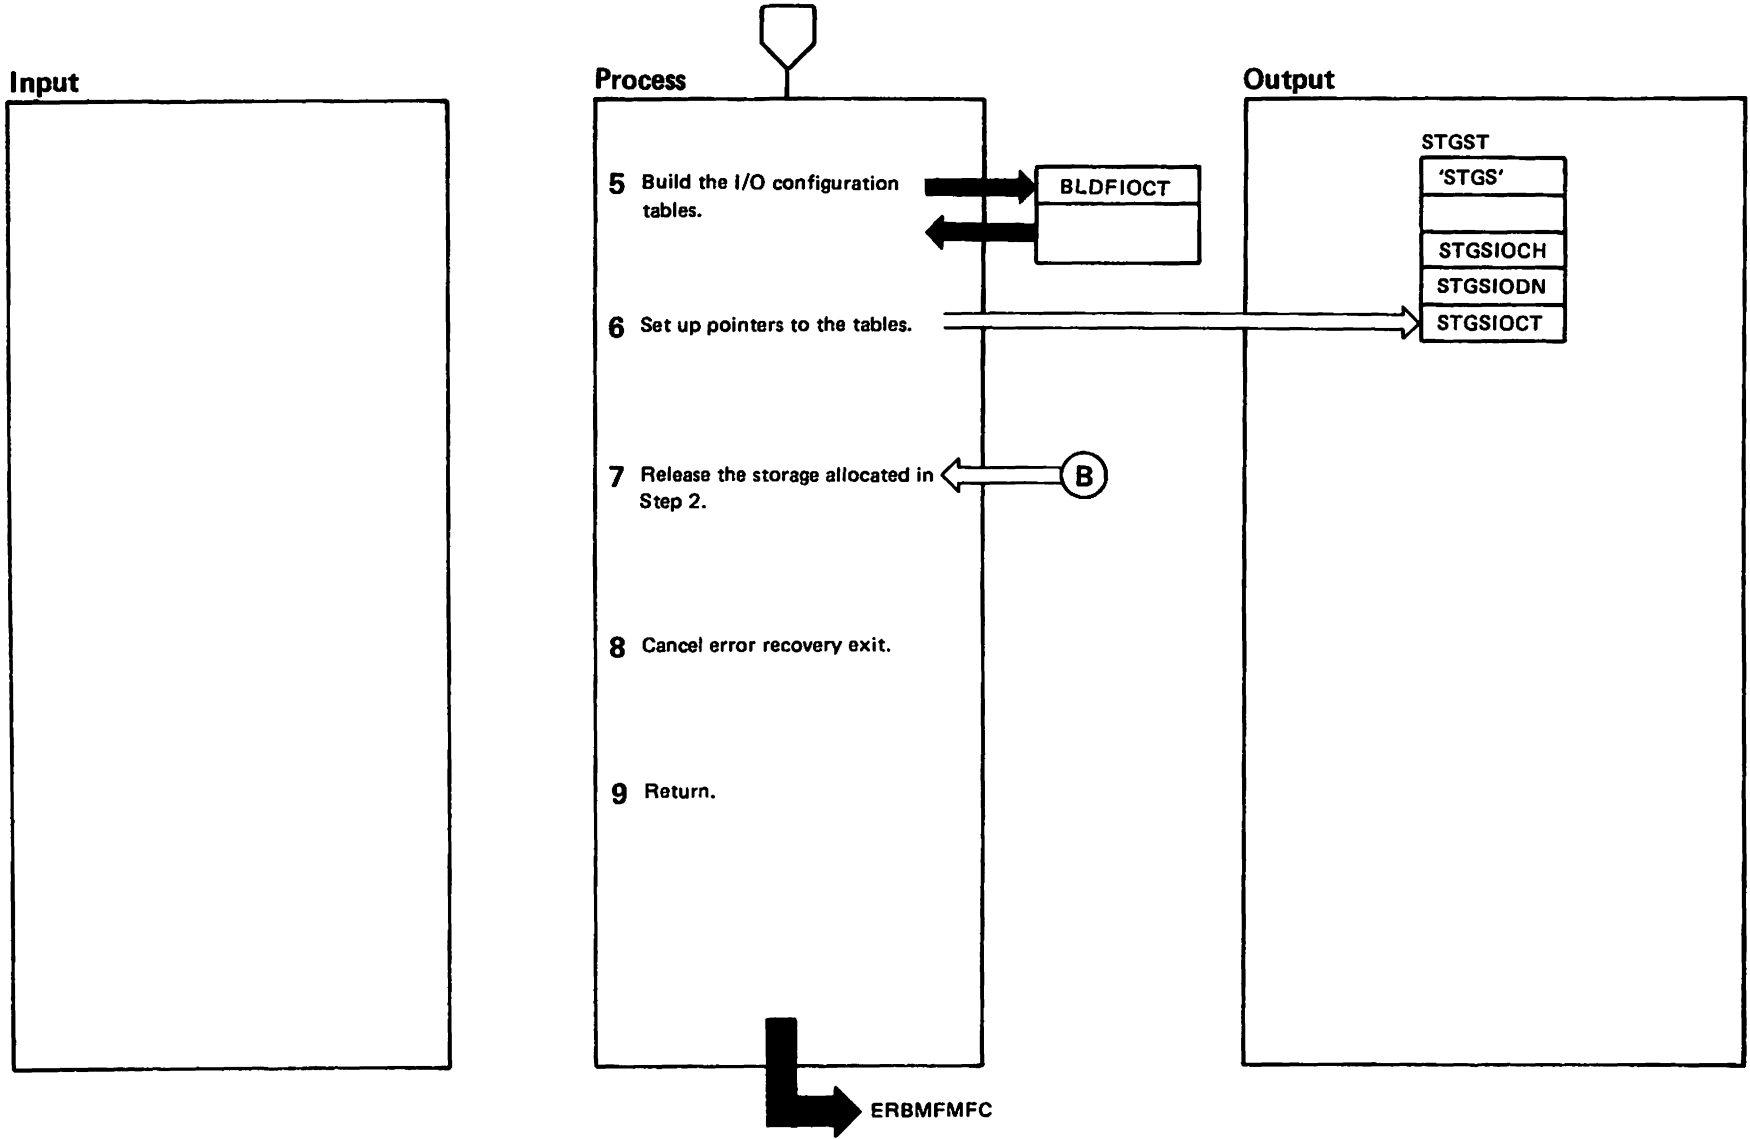 Input
Process
Output
5 Build the I/O configuration
tables.
BLDFIOCT
STGST
'STGS'
STGSIOCH
STGSIODN
STGSIOCT
6 Set up pointers to the tables.
7 Release the storage allocated in
Step 2.
B
8 Cancel error recovery exit.
9 Return.
ERBMFMFC